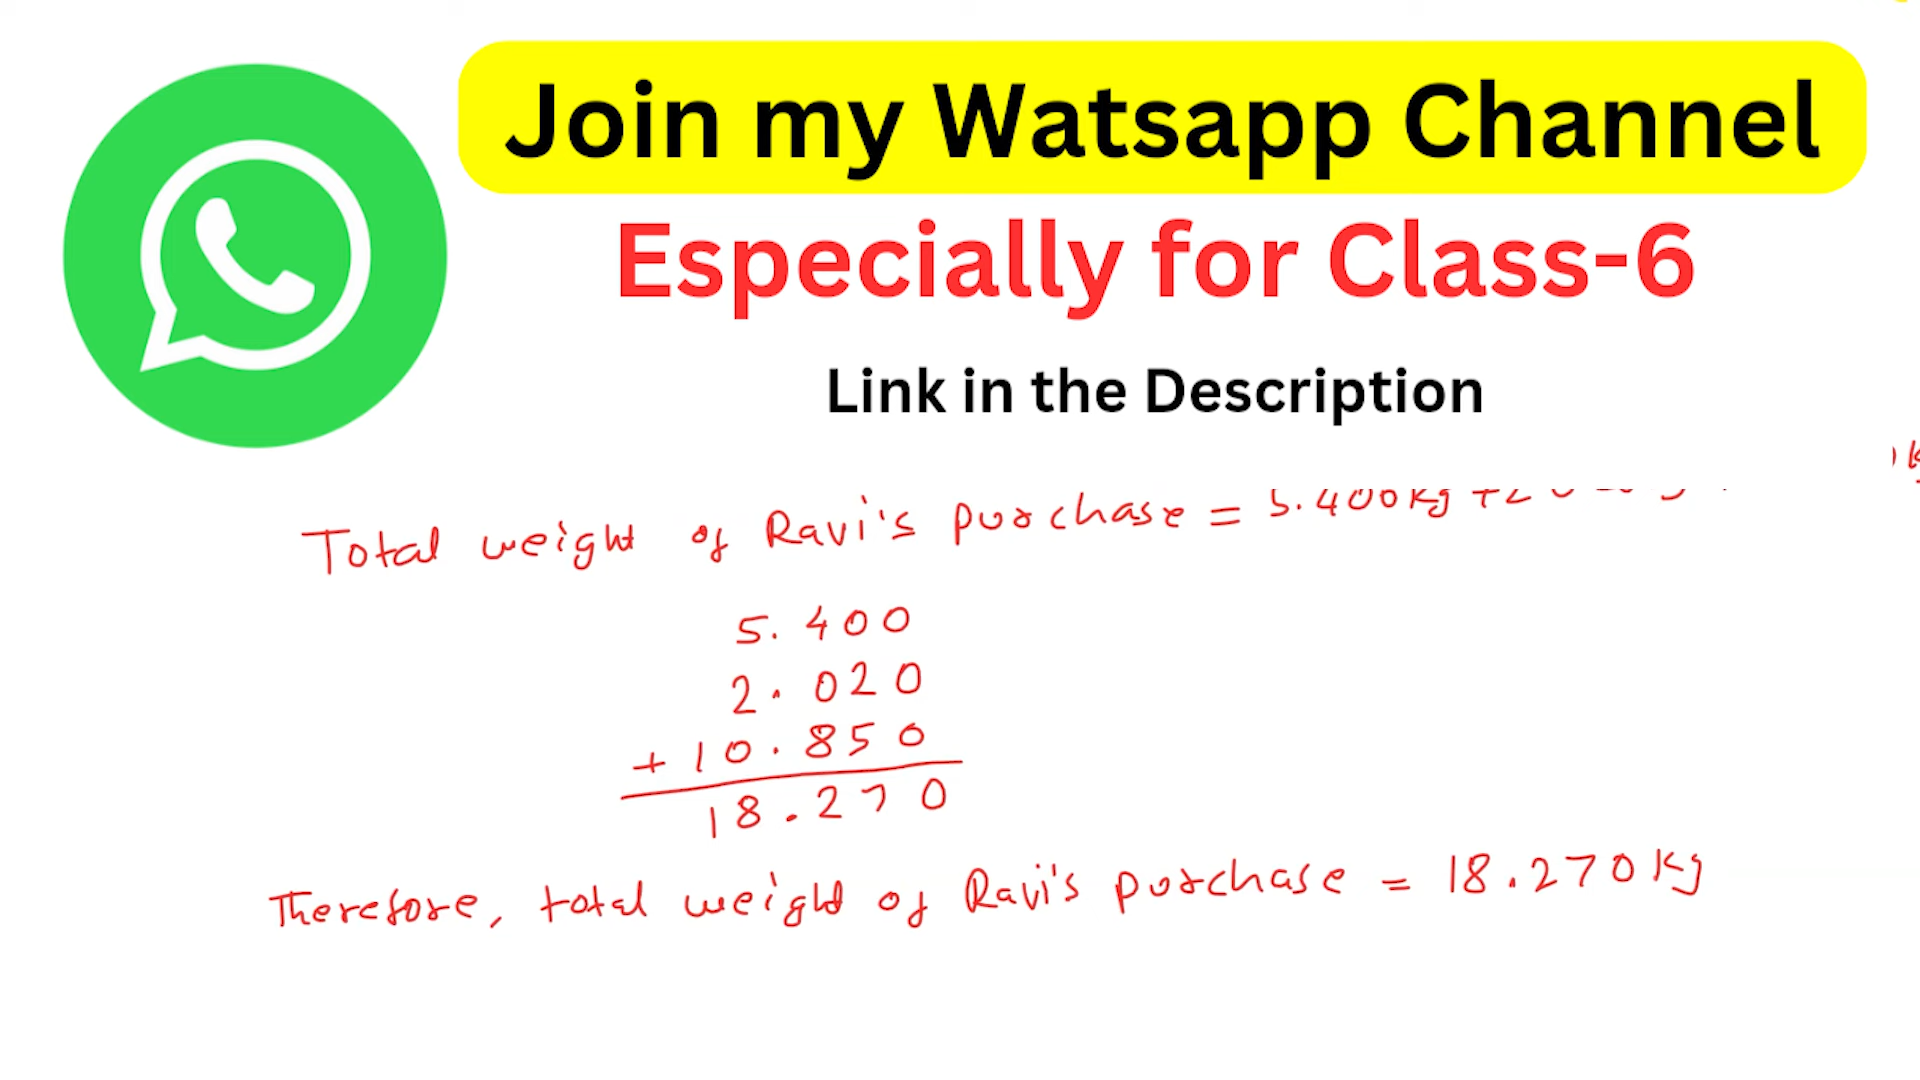 Join my Watsapp Channel
Especially for Class-6
Link in the Description
Total weight of Ravi's purchase = 5.400kg +2
5.400
2.020
+ 10.850
18.270
Therefore, total weight of Ravi's purchase = 18.270kg